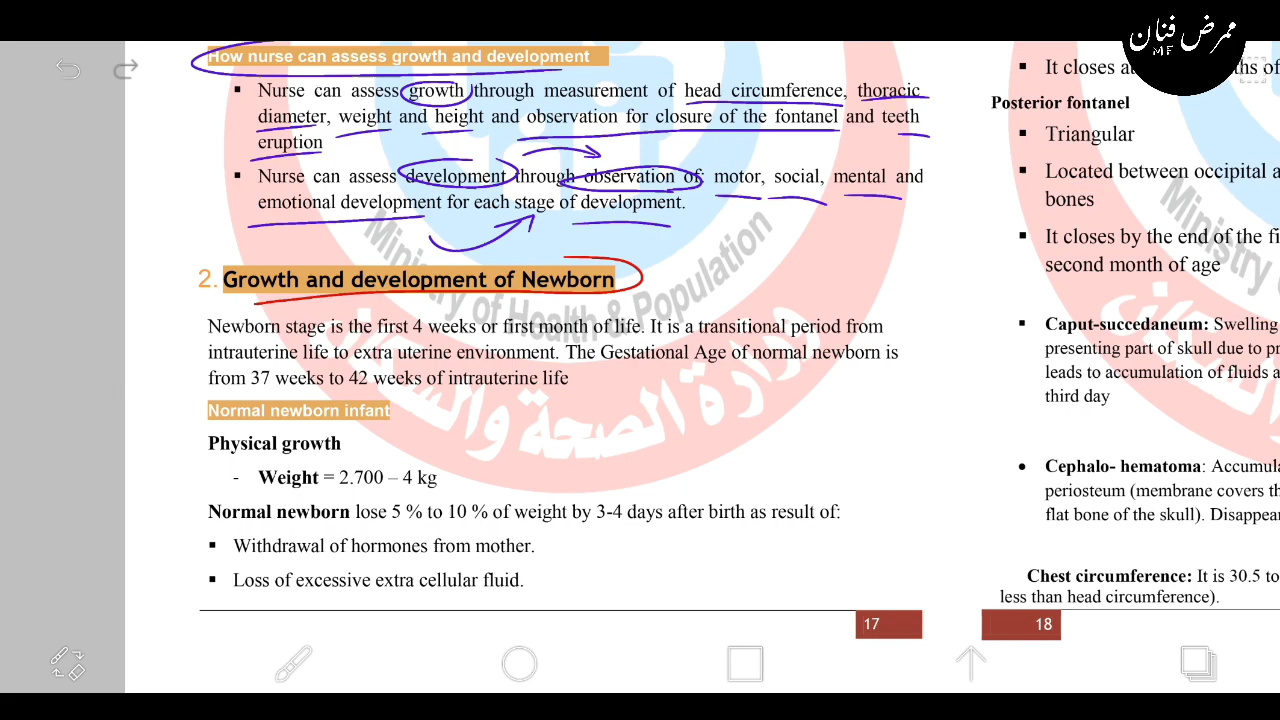 ممرض فنان
MF
How nurse can assess growth and development
▪ Nurse can assess growth through measurement of head circumference, thoracic
diameter, weight and height and observation for closure of the fontanel and teeth
eruption
▪ Nurse can assess development through observation of: motor, social, mental and
emotional development for each stage of development.
2. Growth and development of Newborn
Newborn stage is the first 4 weeks or first month of life. It is a transitional period from
intrauterine life to extra uterine environment. The Gestational Age of normal newborn is
from 37 weeks to 42 weeks of intrauterine life
Normal newborn infant
Physical growth
- Weight = 2.700 – 4 kg
Normal newborn lose 5 % to 10 % of weight by 3-4 days after birth as result of:
▪ Withdrawal of hormones from mother.
▪ Loss of excessive extra cellular fluid.
17
Ministry of Health & Population
وزارة الصحة والسكان
▪ It closes of
Posterior fontanel
▪ Triangular
▪ Located between occipital
bones
▪ It closes by the end of the
second month of age
▪ Caput-succedaneum: Swelling
presenting part of skull due to
leads to accumulation of fluids
third day
• Cephalo- hematoma:
periosteum (membrane covers
flat bone of the skull).
Chest circumference: It is 30.5 to
less than head circumference).
18
Ministry